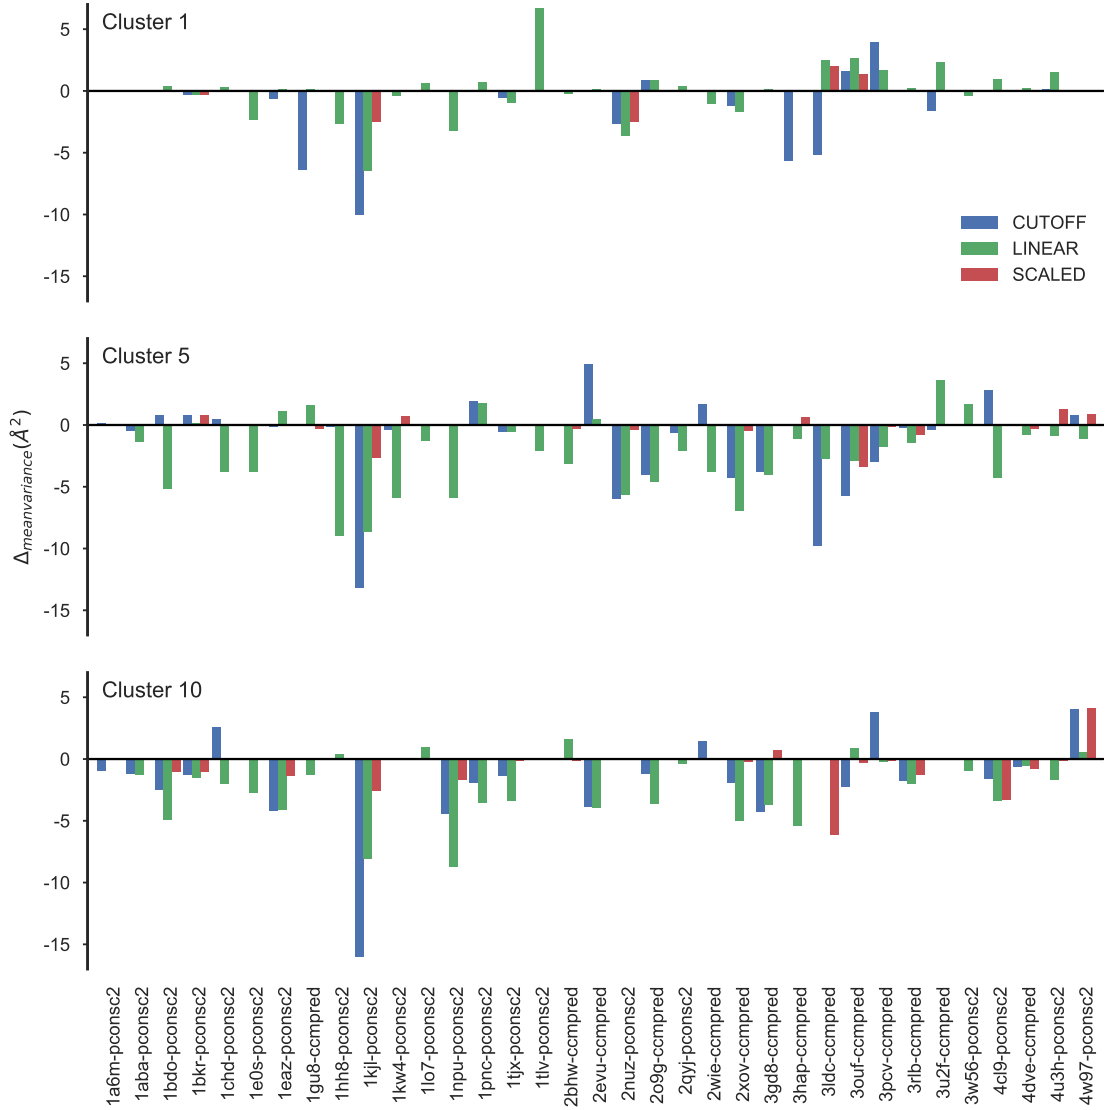 Cluster 1
5
0
-5
-10
-15
CUTOFF
LINEAR
SCALED
Cluster 5
5
0
-5
-10
-15
Δmeanvariance(Å²)
Cluster 10
5
0
-5
-10
-15
1a6m-pconsc2
1aba-pconsc2
1bdo-pconsc2
1bkr-pconsc2
1chd-pconsc2
1e0s-pconsc2
1eaz-pconsc2
1gu8-ccmpred
1hh8-pconsc2
1kjl-pconsc2
1kw4-pconsc2
1lo7-pconsc2
1npu-pconsc2
1pnc-pconsc2
1tjx-pconsc2
1tlv-pconsc2
2bhw-ccmpred
2evu-ccmpred
2nuz-pconsc2
2o9g-ccmpred
2qyj-pconsc2
2wie-ccmpred
2xov-ccmpred
3gd8-ccmpred
3hap-ccmpred
3ldc-ccmpred
3ouf-ccmpred
3pcv-ccmpred
3rlb-ccmpred
3u2f-ccmpred
3w56-pconsc2
4cl9-pconsc2
4dve-ccmpred
4u3h-pconsc2
4w97-pconsc2